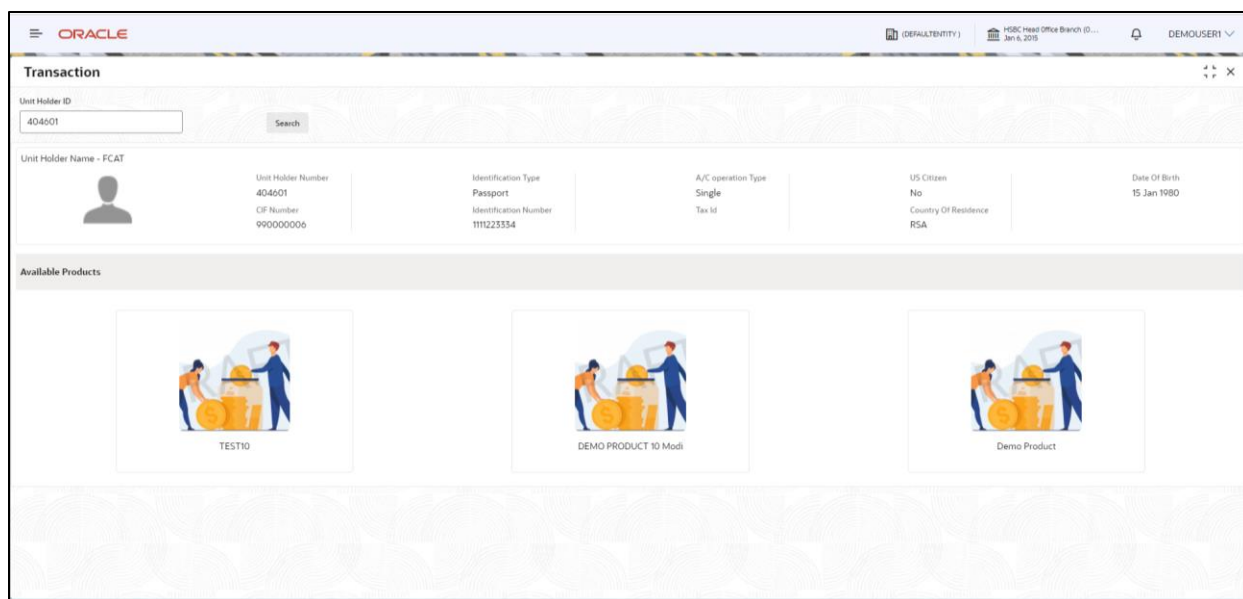 ORACLE
(DEFAULTENTITY)
HSBC Head Office Branch (0....
Jan 6, 2015
DEMOUSER1
Transaction
Unit Holder ID
404601
Search
Unit Holder Name - FCAT
Unit Holder Number
404601
CIF Number
990000006
Identification Type
Passport
Identification Number
1111223334
A/C operation Type
Single
Tax Id
US Citizen
No
Country Of Residence
RSA
Date Of Birth
15 Jan 1980
Available Products
TEST10
DEMO PRODUCT 10 Modi
Demo Product